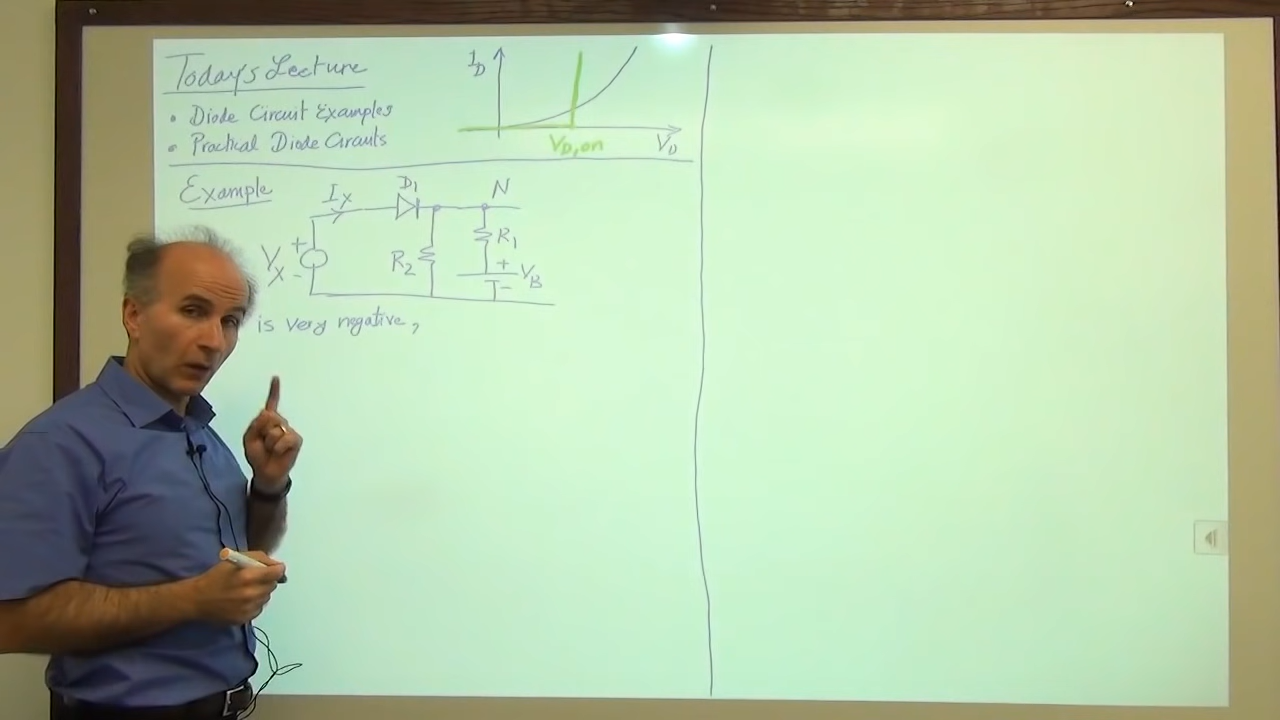 Today's Lecture
• Diode Circuit Examples
• Practical Diode Circuits
I_D
V_D,on
V_D
Example
I_X
D_1
N
V_X
+
-
R_2
R_1
+
V_B
-
is very negative,